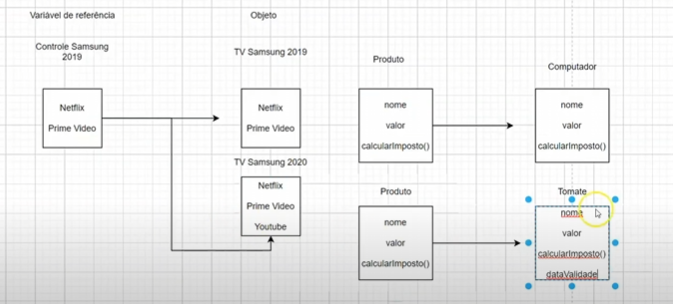 Variável de referência
Objeto
Controle Samsung
2019
TV Samsung 2019
Netflix
Prime Video
Netflix
Prime Video
TV Samsung 2020
Netflix
Prime Video
Youtube
Produto
nome
valor
calcularImposto()
Computador
nome
valor
calcularImposto()
Produto
nome
valor
calcularImposto()
Tomate
nome
valor
calcularImposto()
dataValidade